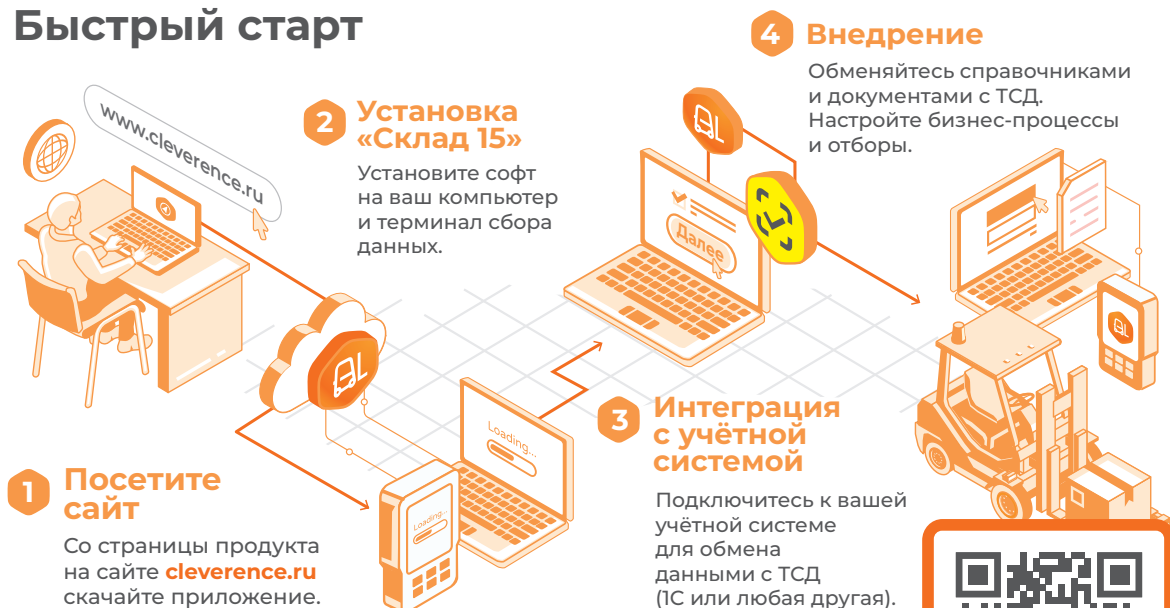 Быстрый старт
www.cleverence.ru
1
Посетите
сайт
Со страницы продукта
на сайте cleverence.ru
скачайте приложение.
2
Установка
«Склад 15»
Установите софт
на ваш компьютер
и терминал сбора
данных.
Loading...
Loading...
3
Интеграция
с учётной
системой
Подключитесь к вашей
учётной системе
для обмена
данными с ТСД
(1С или любая другая).
Далее
4
Внедрение
Обменяйтесь справочниками
и документами с ТСД.
Настройте бизнес-процессы
и отборы.